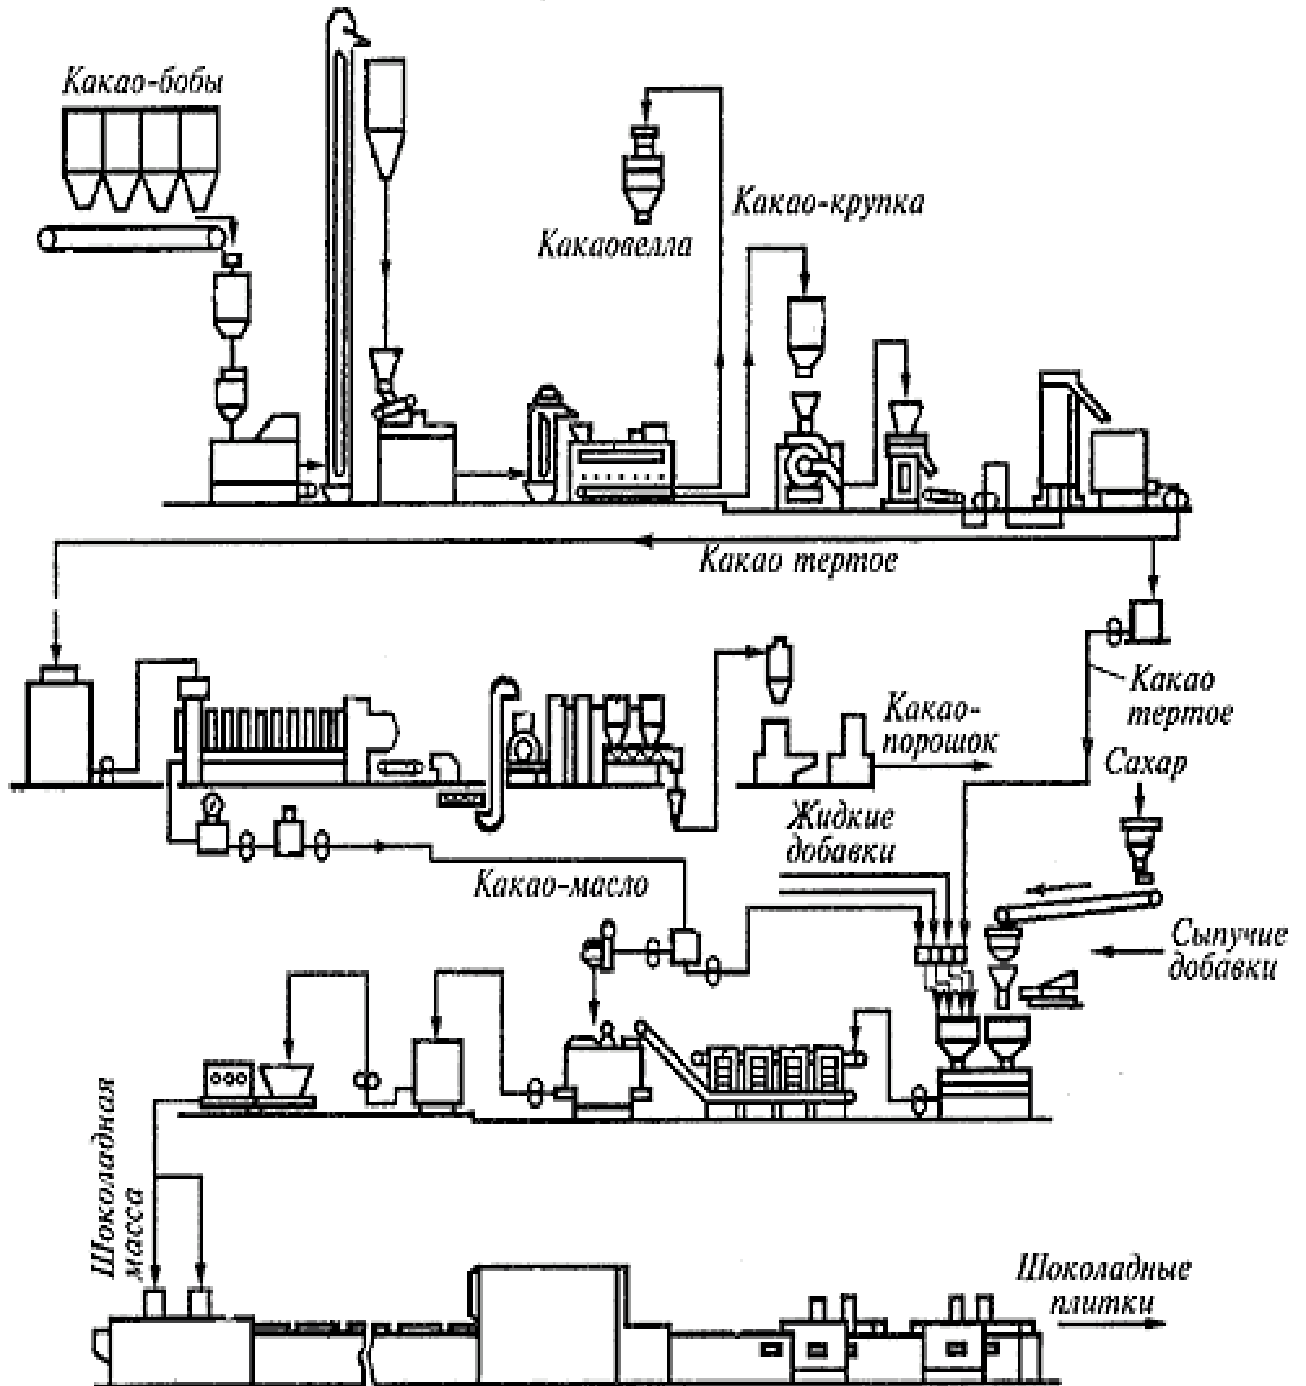 Какао-бобы
Какао-крупка
Какаовелла
Какао тертое
Какао
тертое
Какао-
порошок
Сахар
Жидкие
добавки
Какао-масло
Сыпучие
добавки
Шоколадная
масса
Шоколадные
плитки